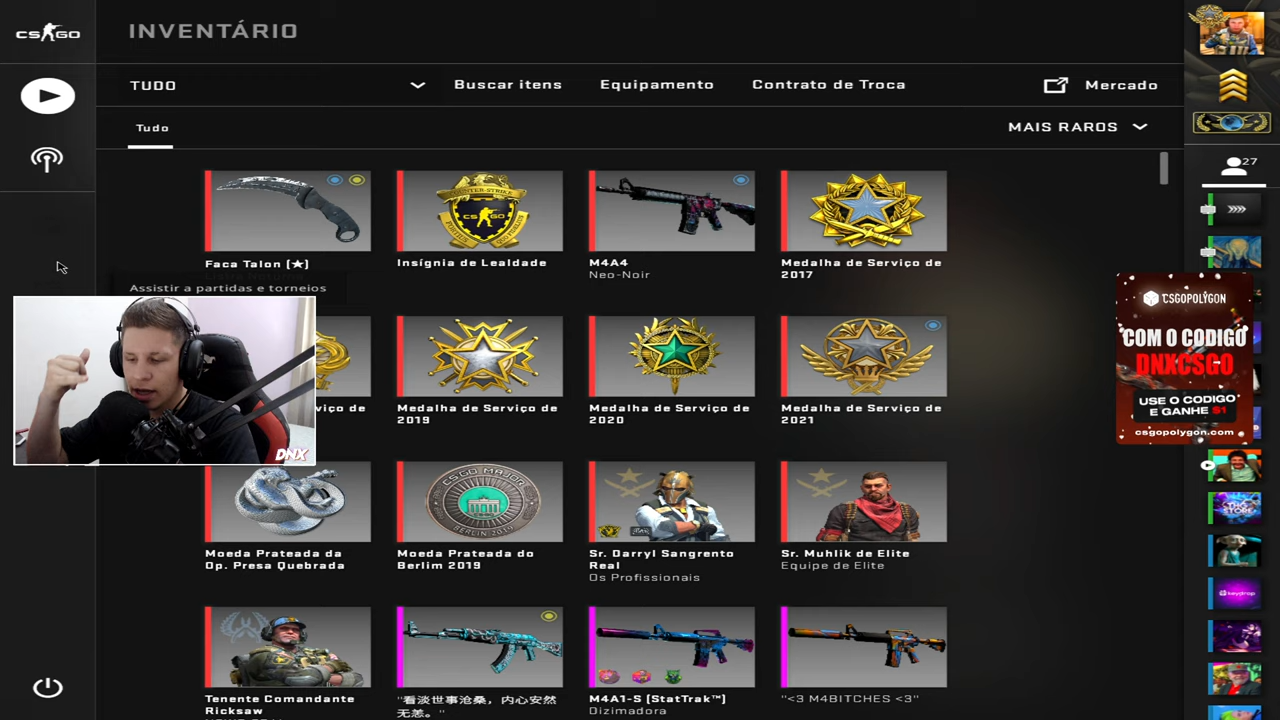 CS:GO
INVENTÁRIO
TUDO
Buscar itens
Equipamento
Contrato de Troca
Mercado
Tudo
MAIS RAROS
27
Faca Talon (★)
Insígnia de Lealdade
M4A4
Neo-Noir
Medalha de Serviço de
2017
Assistir a partidas e torneios
viço de
Medalha de Serviço de
2019
Medalha de Serviço de
2020
Medalha de Serviço de
2021
CSGOPOLYGON
COM O CODIGO
DNXCSGO
USE O CODIGO
E GANHE $1
csgopolygon.com
DNX
Moeda Prateada da
Op. Presa Quebrada
Moeda Prateada do
Berlim 2019
Sr. Darryl Sangrento
Real
Os Profissionais
Sr. Muhlik de Elite
Equipe de Elite
keydrop
Tenente Comandante
Ricksaw
"看淡世事沧桑，内心安然
无恙。"
M4A1-S (StatTrak™)
Dizimadora
"<3 M4BITCHES <3"